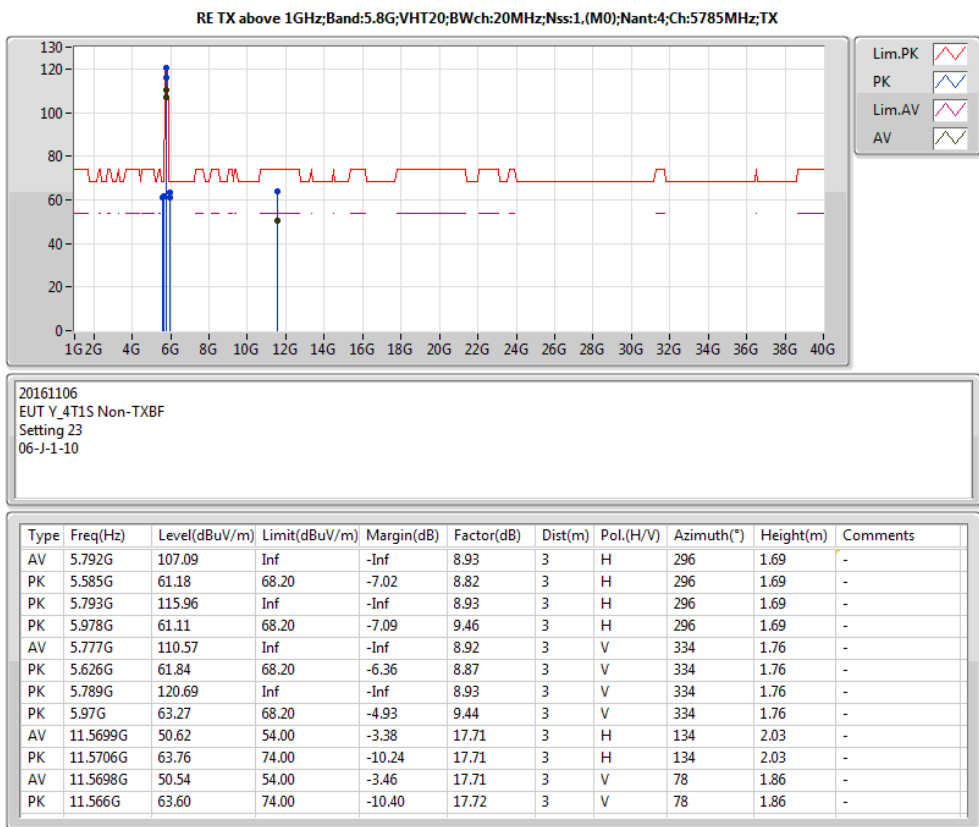 RE TX above 1GHz;Band:5.8G;VHT20;BWch:20MHz;Nss:1,(M0);Nant:4;Ch:5785MHz;TX
130
120
100
80
60
40
20
0
1G 2G 4G 6G 8G 10G 12G 14G 16G 18G 20G 22G 24G 26G 28G 30G 32G 34G 36G 38G 40G
Lim.PK
PK
Lim.AV
AV
20161106
EUT Y_4T1S Non-TXBF
Setting 23
06-J-1-10
Type Freq(Hz) Level(dBuV/m) Limit(dBuV/m) Margin(dB) Factor(dB) Dist(m) Pol.(H/V) Azimuth(°) Height(m) Comments
AV 5.792G 107.09 Inf -Inf 8.93 3 H 296 1.69 -
PK 5.585G 61.18 68.20 -7.02 8.82 3 H 296 1.69 -
PK 5.793G 115.96 Inf -Inf 8.93 3 H 296 1.69 -
PK 5.978G 61.11 68.20 -7.09 9.46 3 H 296 1.69 -
AV 5.777G 110.57 Inf -Inf 8.92 3 V 334 1.76 -
PK 5.626G 61.84 68.20 -6.36 8.87 3 V 334 1.76 -
PK 5.789G 120.69 Inf -Inf 8.93 3 V 334 1.76 -
PK 5.97G 63.27 68.20 -4.93 9.44 3 V 334 1.76 -
AV 11.5699G 50.62 54.00 -3.38 17.71 3 H 134 2.03 -
PK 11.5706G 63.76 74.00 -10.24 17.71 3 H 134 2.03 -
AV 11.5698G 50.54 54.00 -3.46 17.71 3 V 78 1.86 -
PK 11.566G 63.60 74.00 -10.40 17.72 3 V 78 1.86 -